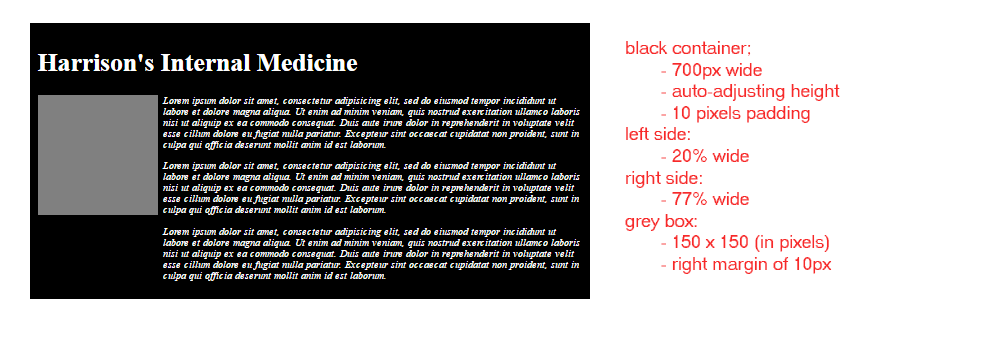 Harrison's Internal Medicine
Lorem ipsum dolor sit amet, consectetur adipisicing elit, sed do eiusmod tempor incididunt ut
labore et dolore magna aliqua. Ut enim ad minim veniam, quis nostrud exercitation ullamco laboris
nisi ut aliquip ex ea commodo consequat. Duis aute irure dolor in reprehenderit in voluptate velit
esse cillum dolore eu fugiat nulla pariatur. Excepteur sint occaecat cupidatat non proident, sunt in
culpa qui officia deserunt mollit anim id est laborum.
Lorem ipsum dolor sit amet, consectetur adipisicing elit, sed do eiusmod tempor incididunt ut
labore et dolore magna aliqua. Ut enim ad minim veniam, quis nostrud exercitation ullamco laboris
nisi ut aliquip ex ea commodo consequat. Duis aute irure dolor in reprehenderit in voluptate velit
esse cillum dolore eu fugiat nulla pariatur. Excepteur sint occaecat cupidatat non proident, sunt in
culpa qui officia deserunt mollit anim id est laborum.
Lorem ipsum dolor sit amet, consectetur adipisicing elit, sed do eiusmod tempor incididunt ut
labore et dolore magna aliqua. Ut enim ad minim veniam, quis nostrud exercitation ullamco laboris
nisi ut aliquip ex ea commodo consequat. Duis aute irure dolor in reprehenderit in voluptate velit
esse cillum dolore eu fugiat nulla pariatur. Excepteur sint occaecat cupidatat non proident, sunt in
culpa qui officia deserunt mollit anim id est laborum.
black container:
- 700px wide
- auto-adjusting height
- 10 pixels padding
left side:
- 20% wide
right side:
- 77% wide
grey box:
- 150 x 150 (in pixels)
- right margin of 10px